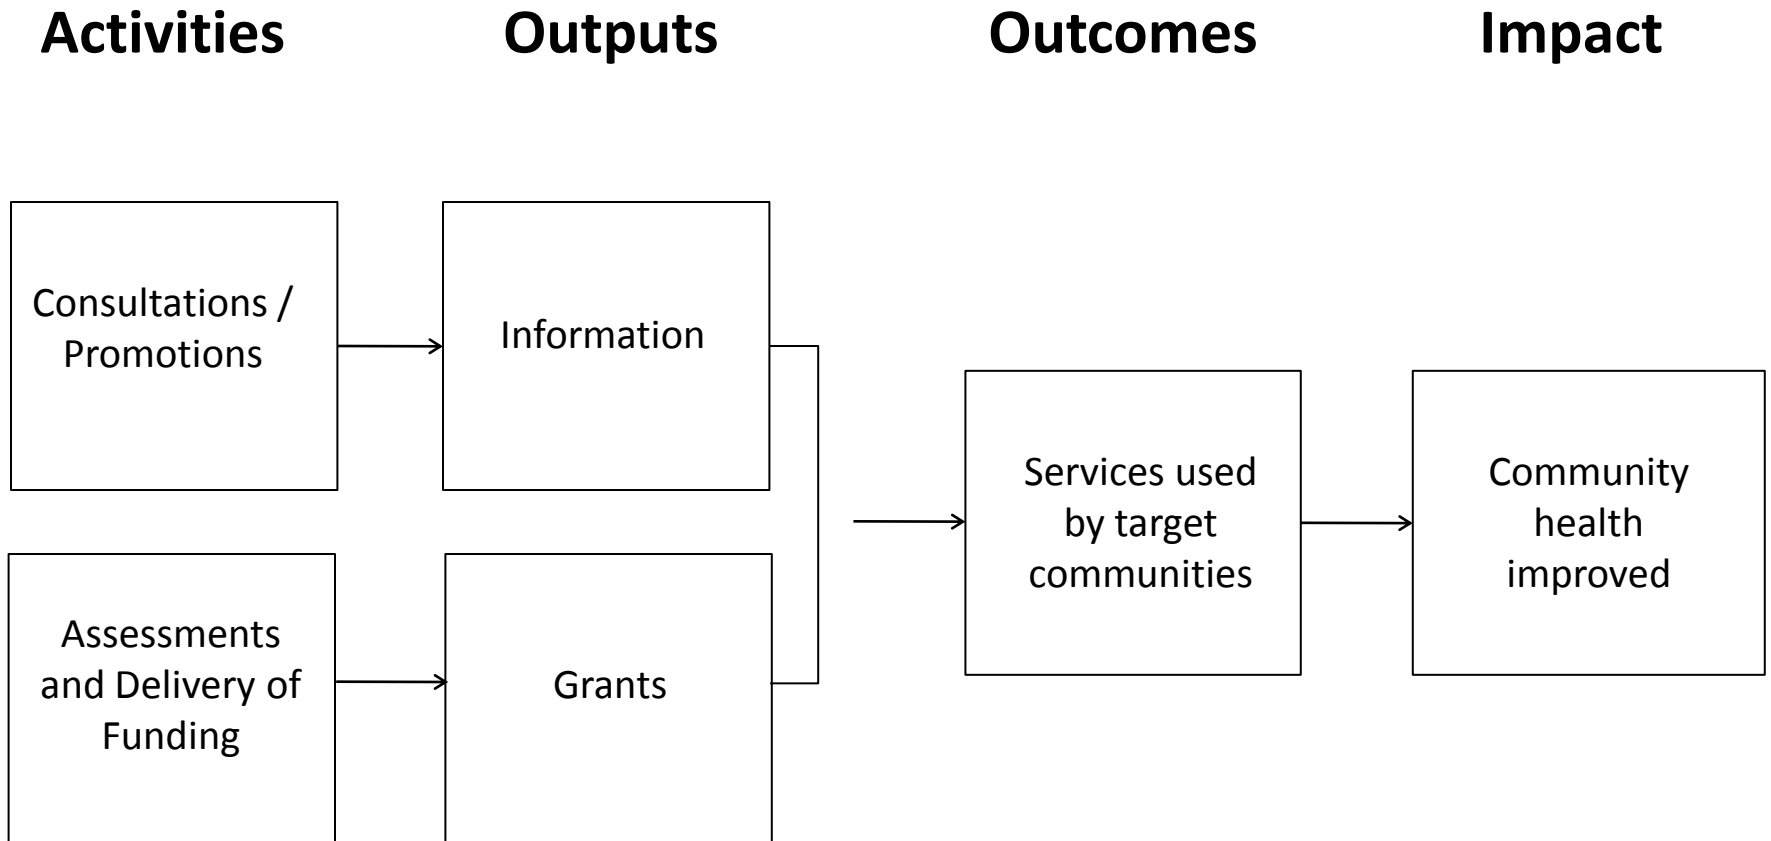 Activities
Outputs
Outcomes
Impact
Consultations /
Promotions
Information
Services used
by target
communities
Community
health
improved
Assessments
and Delivery of
Funding
Grants